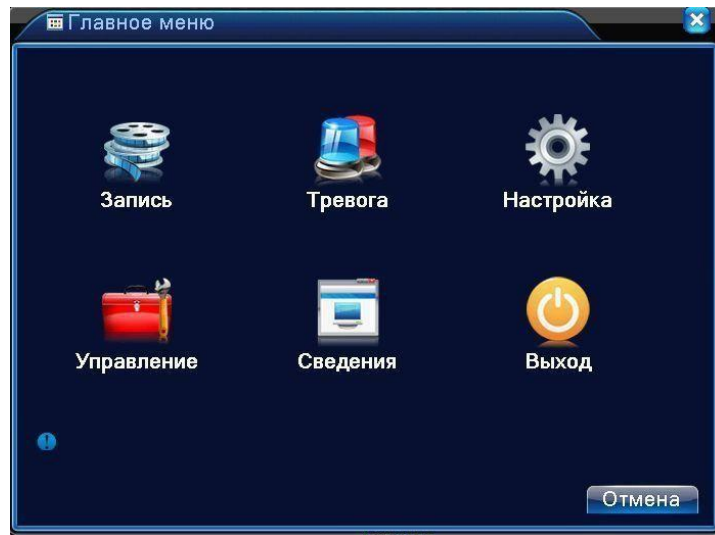 Главное меню
Запись Тревога Настройка
Управление Сведения Выход
Отмена